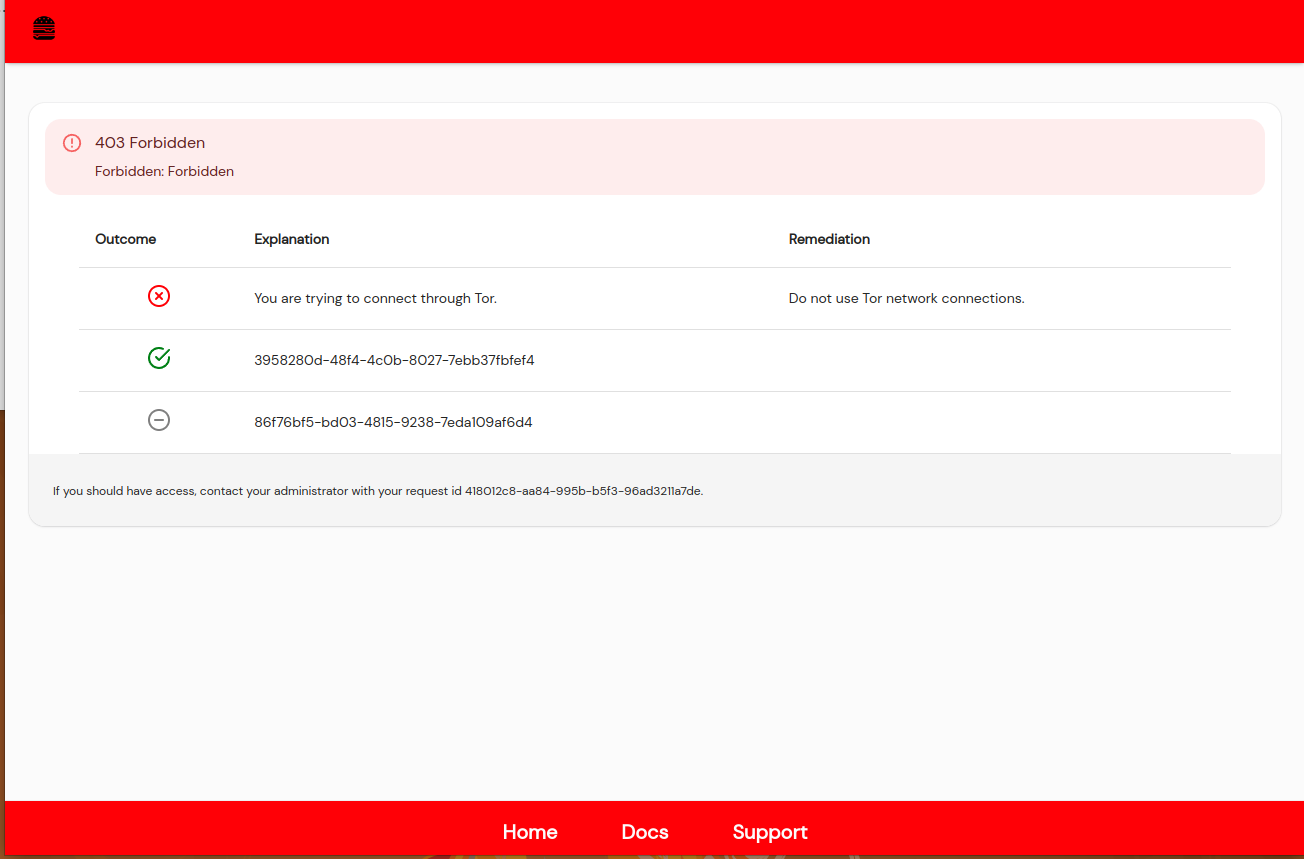 403 Forbidden
Forbidden: Forbidden
Outcome Explanation Remediation
You are trying to connect through Tor. Do not use Tor network connections.
3958280d-48f4-4c0b-8027-7ebb37fbfef4
86f76bf5-bd03-4815-9238-7eda109af6d4
If you should have access, contact your administrator with your request id 418012c8-aa84-995b-b5f3-96ad3211a7de.
Home Docs Support